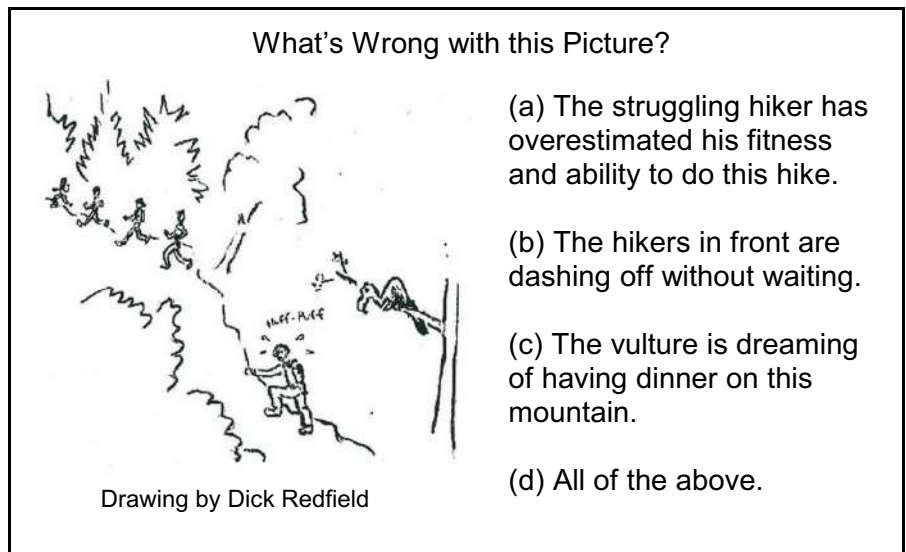 What’s Wrong with this Picture?
(a) The struggling hiker has
overestimated his fitness
and ability to do this hike.
(b) The hikers in front are
dashing off without waiting.
(c) The vulture is dreaming
of having dinner on this
mountain.
(d) All of the above.
Huff-Puff
Drawing by Dick Redfield